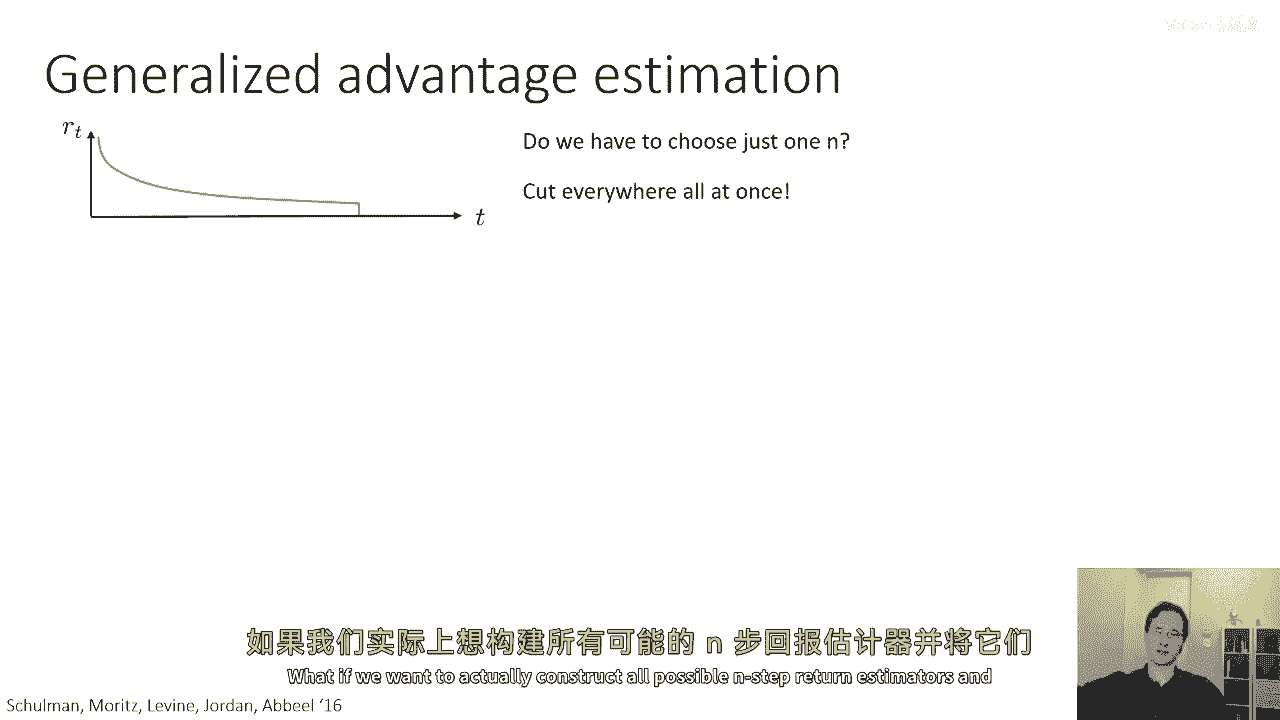 Generalized advantage estimation
r_t
Do we have to choose just one n?
Cut everywhere all at once!
t
如果我们实际上想构建所有可能的 n 步回报估计器并将它们
What if we want to actually construct all possible n-step return estimators and
Schulman, Moritz, Levine, Jordan, Abbeel ‘16